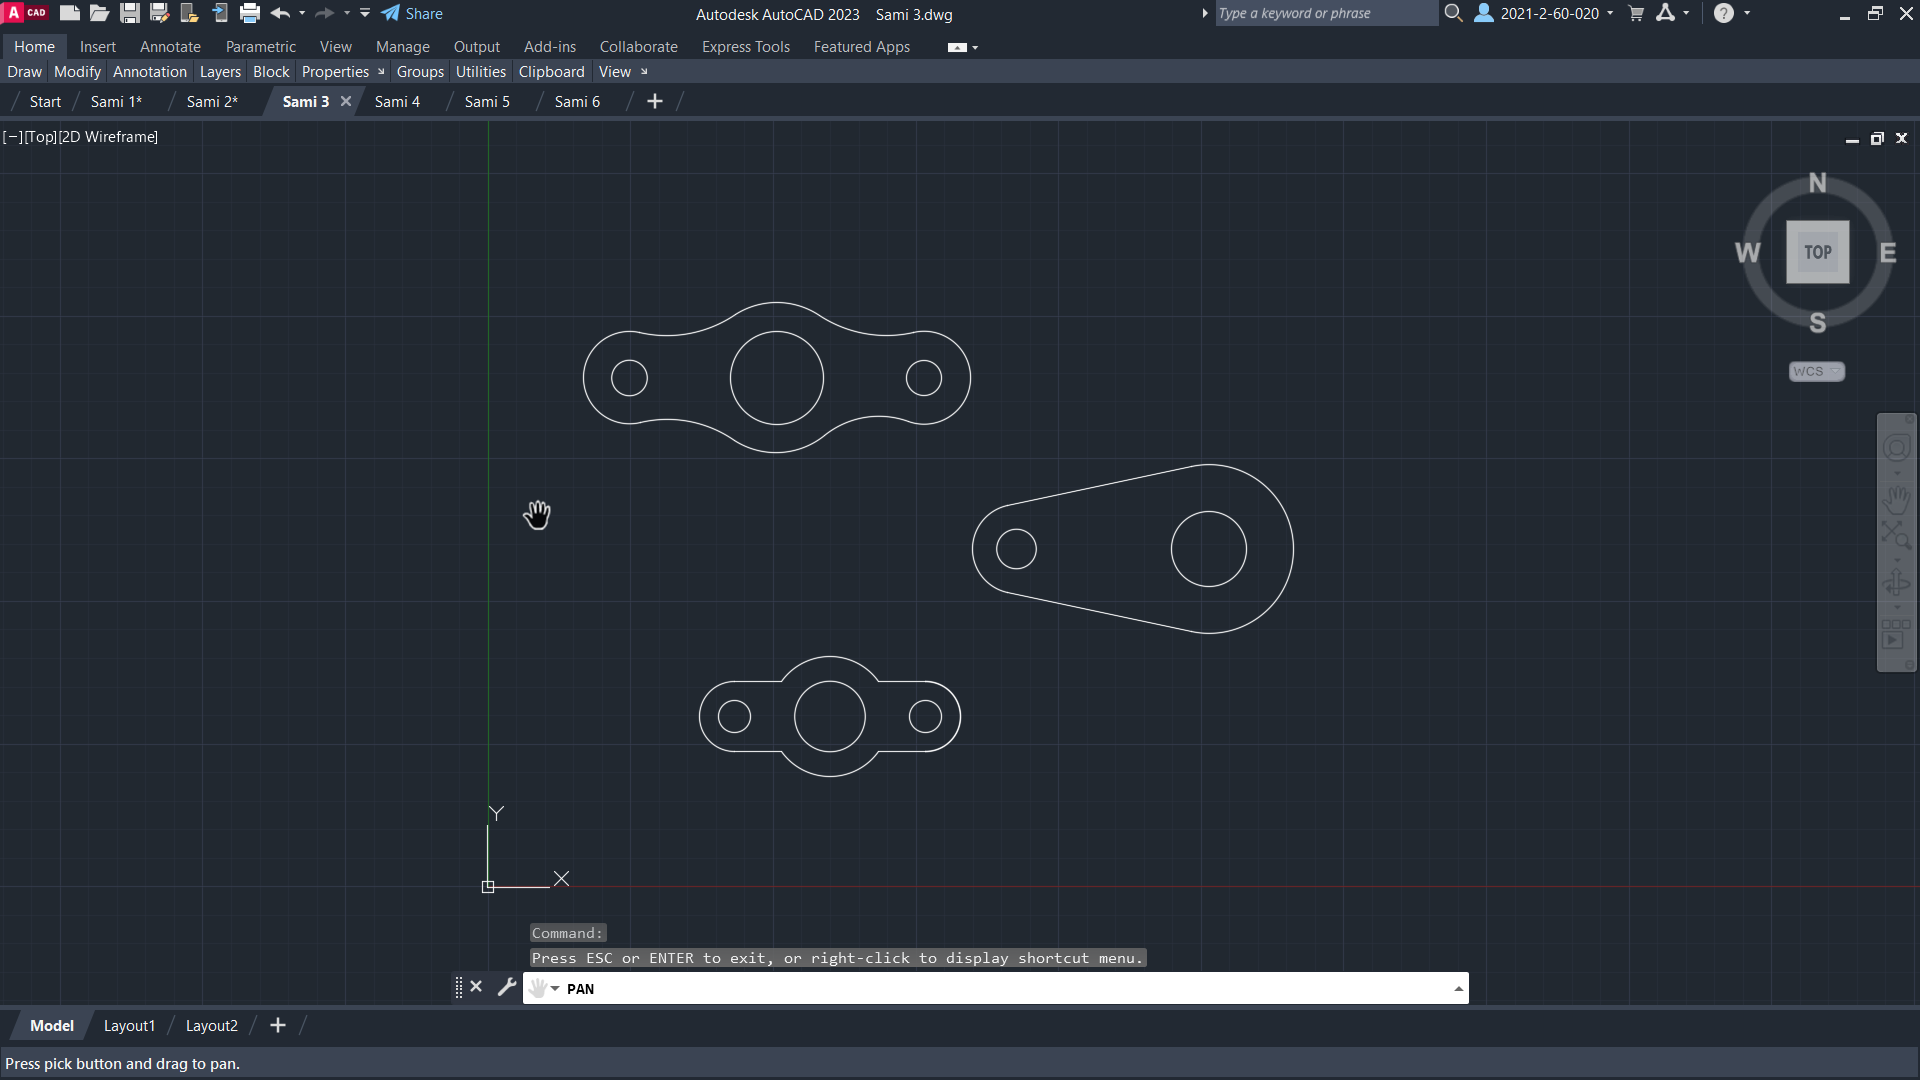 A CAD Share Autodesk AutoCAD 2023 Sami 3.dwg Type a keyword or phrase 2021-2-60-020 ?
Home Insert Annotate Parametric View Manage Output Add-ins Collaborate Express Tools Featured Apps
Draw Modify Annotation Layers Block Properties Groups Utilities Clipboard View
Start Sami 1* Sami 2* Sami 3 Sami 4 Sami 5 Sami 6
[−][Top][2D Wireframe]
N
W TOP E
S
WCS
Y
X
Command:
Press ESC or ENTER to exit, or right-click to display shortcut menu.
PAN
Model Layout1 Layout2
Press pick button and drag to pan.